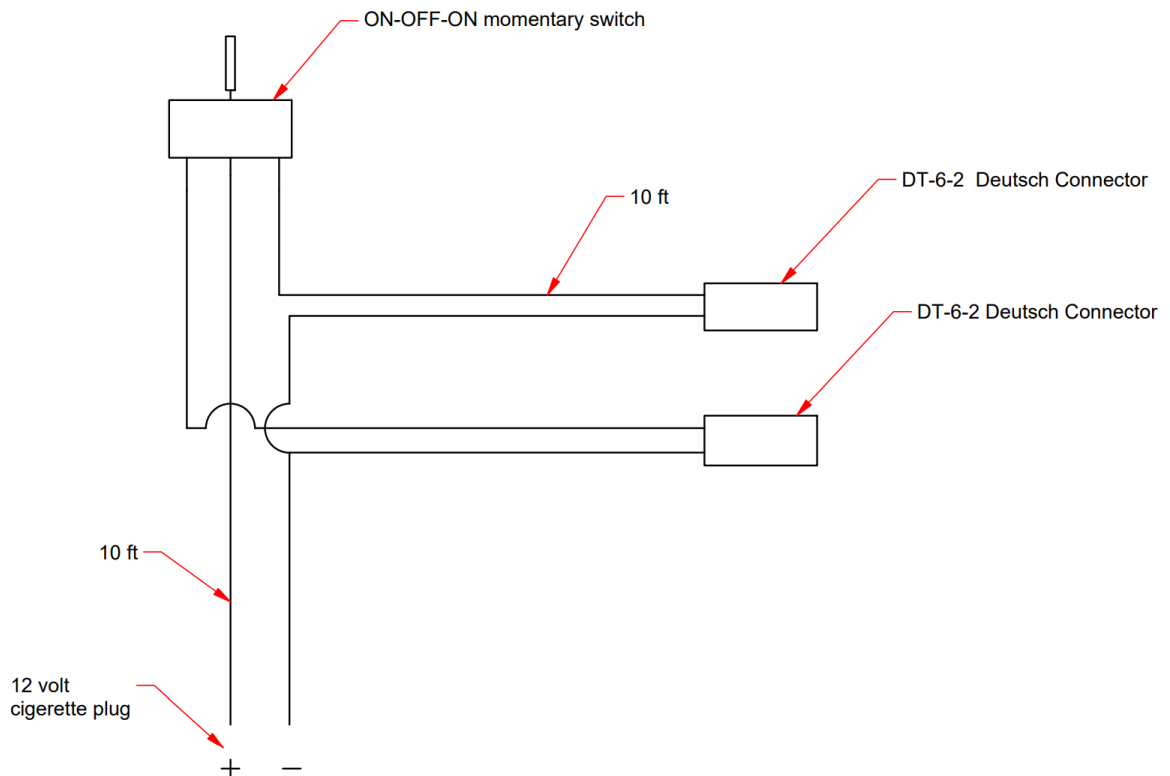 ON-OFF-ON momentary switch
DT-6-2  Deutsch Connector
10 ft
DT-6-2 Deutsch Connector
10 ft
12 volt
cigerette plug
+ −